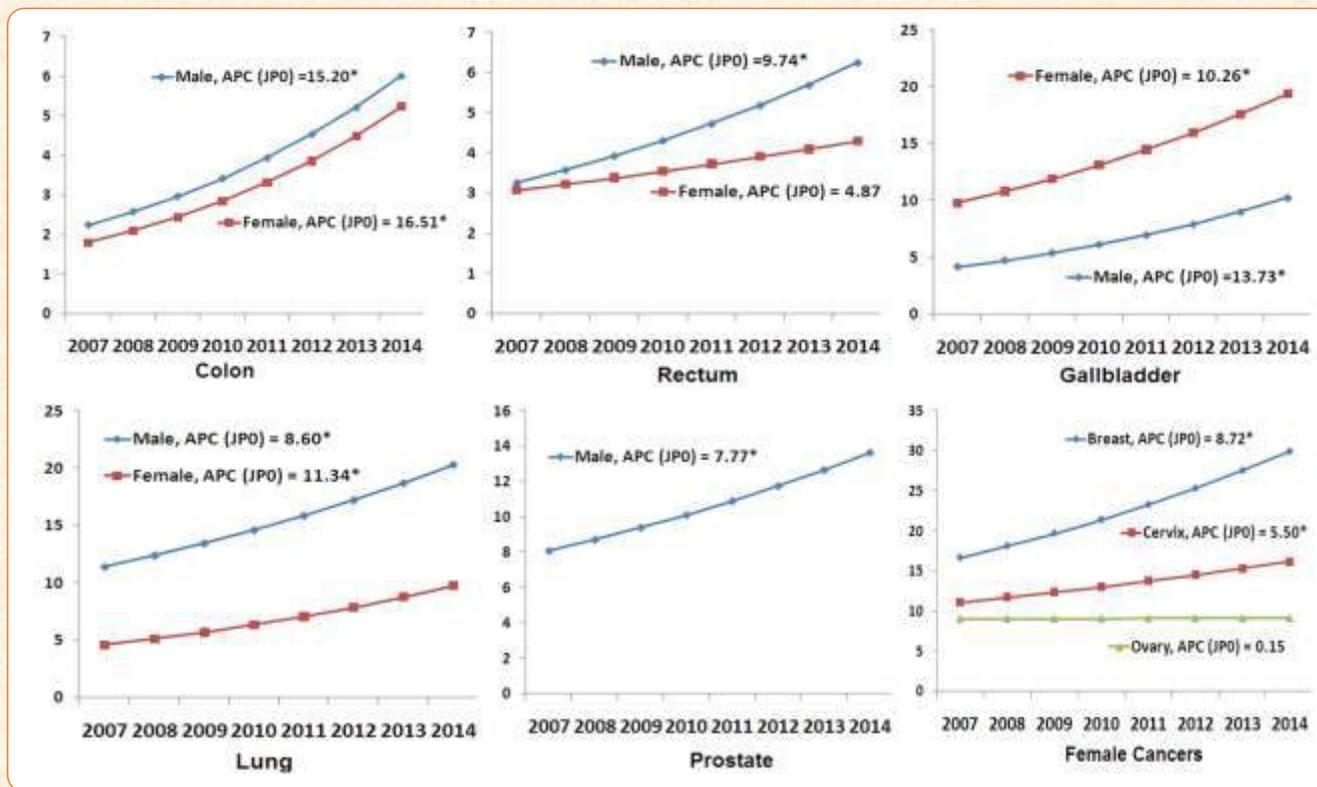 7
6
5
4
3
2
1
0
Male, APC (JP0) =15.20*
Female, APC (JP0) = 16.51*
2007 2008 2009 2010 2011 2012 2013 2014
Colon
7
6
5
4
3
2
1
0
Male, APC (JP0) =9.74*
Female, APC (JP0) = 4.87
2007 2008 2009 2010 2011 2012 2013 2014
Rectum
25
20
15
10
5
0
Female, APC (JP0) = 10.26*
Male, APC (JP0) =13.73*
2007 2008 2009 2010 2011 2012 2013 2014
Gallbladder
25
20
15
10
5
0
Male, APC (JP0) = 8.60*
Female, APC (JP0) = 11.34*
2007 2008 2009 2010 2011 2012 2013 2014
Lung
16
14
12
10
8
6
4
2
0
Male, APC (JP0) = 7.77*
2007 2008 2009 2010 2011 2012 2013 2014
Prostate
35
30
25
20
15
10
5
0
Breast, APC (JP0) = 8.72*
Cervix, APC (JP0) = 5.50*
Ovary, APC (JP0) = 0.15
2007 2008 2009 2010 2011 2012 2013 2014
Female Cancers